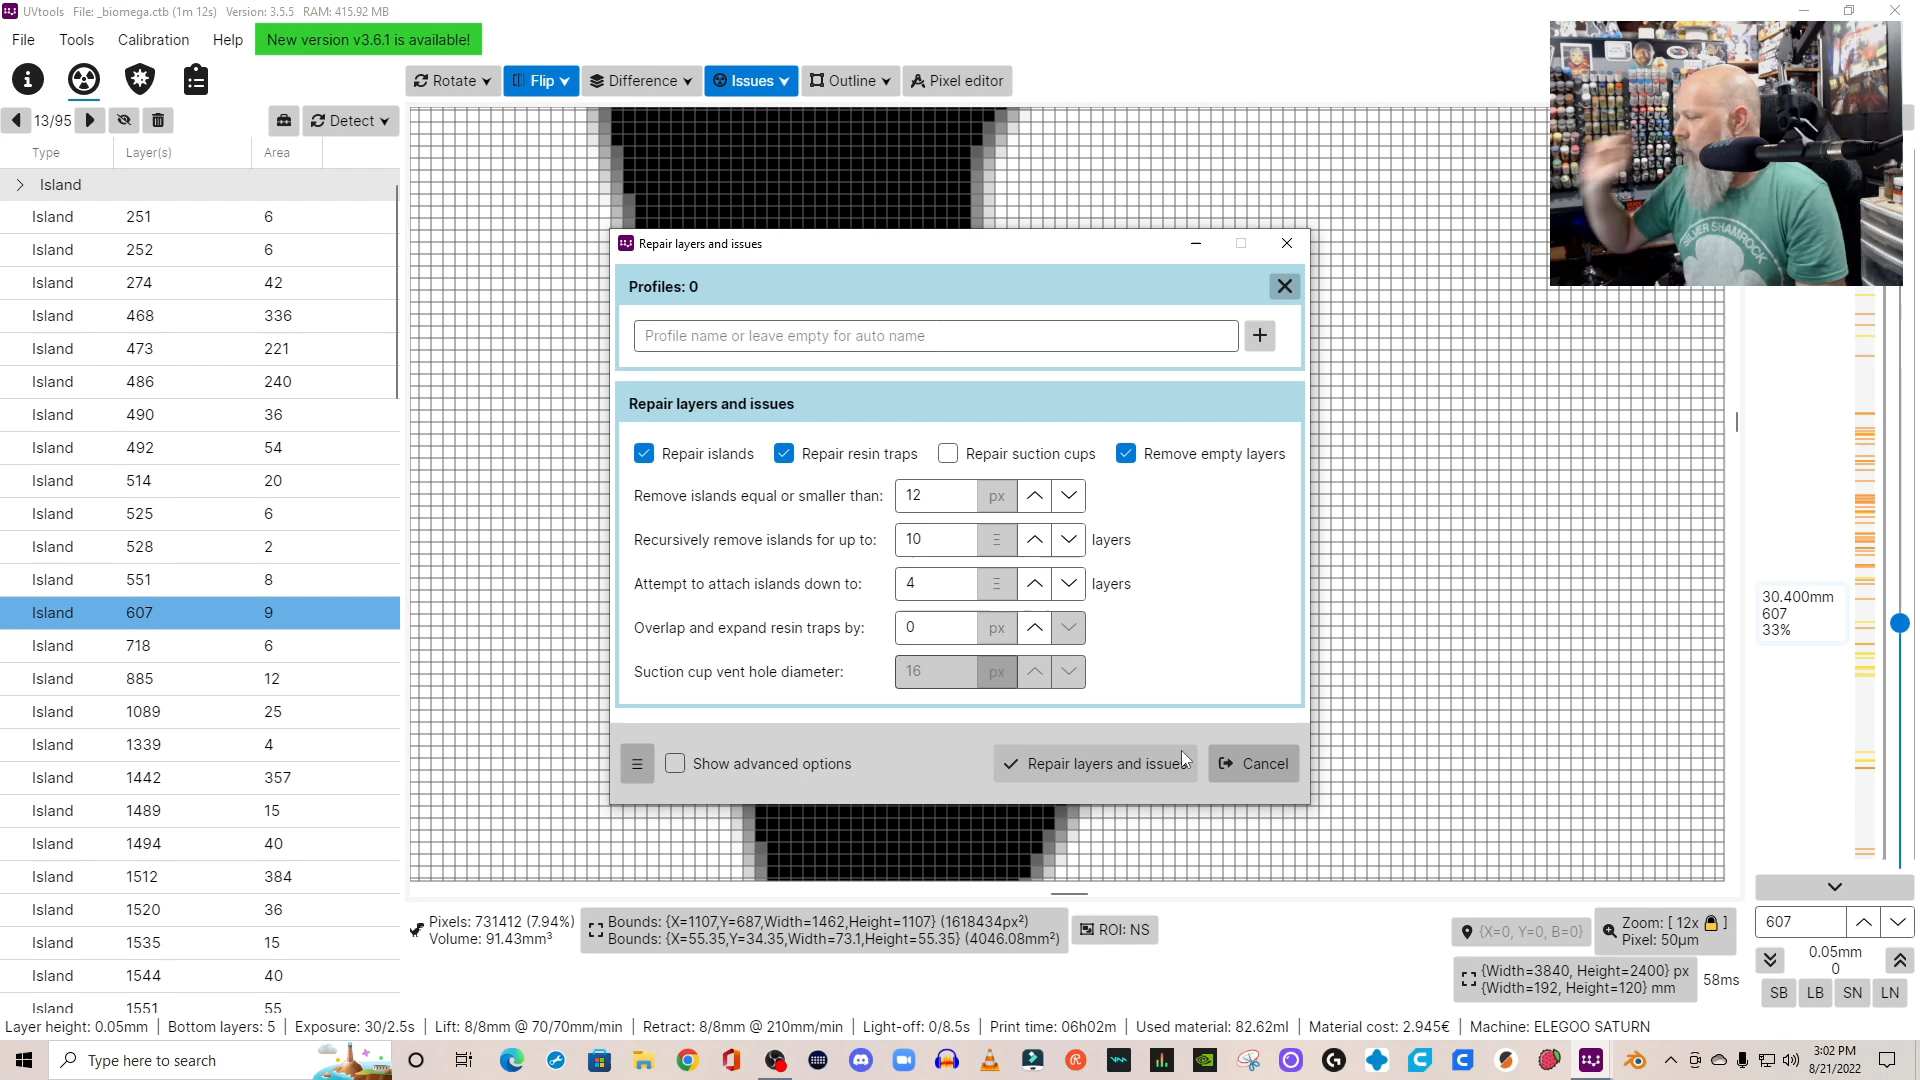 UVtools File: _biomega.ctb (1m 12s) Version: 3.5.5 RAM: 415.92 MB
File Tools Calibration Help New version v3.6.1 is available!
Rotate Flip Difference Issues Outline Pixel editor
13/95 Detect
Type Layer(s) Area
Island
Island 251 6
Island 252 6
Island 274 42
Island 468 336
Island 473 221
Island 486 240
Island 490 36
Island 492 54
Island 514 20
Island 525 6
Island 528 2
Island 551 8
Island 607 9
Island 718 6
Island 885 12
Island 1089 25
Island 1339 4
Island 1442 357
Island 1489 15
Island 1494 40
Island 1512 384
Island 1520 36
Island 1535 15
Island 1544 40
Island 1551 55
SILVER SHAMROCK
Repair layers and issues
Profiles: 0
Profile name or leave empty for auto name
Repair layers and issues
Repair islands Repair resin traps Repair suction cups Remove empty layers
Remove islands equal or smaller than: 12 px
Recursively remove islands for up to: 10 layers
Attempt to attach islands down to: 4 layers
Overlap and expand resin traps by: 0 px
Suction cup vent hole diameter: 16 px
Show advanced options Repair layers and issues Cancel
30.400mm
607
33%
Pixels: 731412 (7.94%)
Volume: 91.43mm³
Bounds: {X=1107,Y=687,Width=1462,Height=1107} (1618434px²)
Bounds: {X=55.35,Y=34.35,Width=73.1,Height=55.35} (4046.08mm²)
ROI: NS
{X=0, Y=0, B=0}
Zoom: [ 12x ]
Pixel: 50µm
{Width=3840, Height=2400} px
{Width=192, Height=120} mm
58ms
607
0.05mm
0
SB LB SN LN
Layer height: 0.05mm | Bottom layers: 5 | Exposure: 30/2.5s | Lift: 8/8mm @ 70/70mm/min | Retract: 8/8mm @ 210mm/min | Light-off: 0/8.5s | Print time: 06h02m | Used material: 82.62ml | Material cost: 2.945€ | Machine: ELEGOO SATURN
Type here to search
3:02 PM
8/21/2022